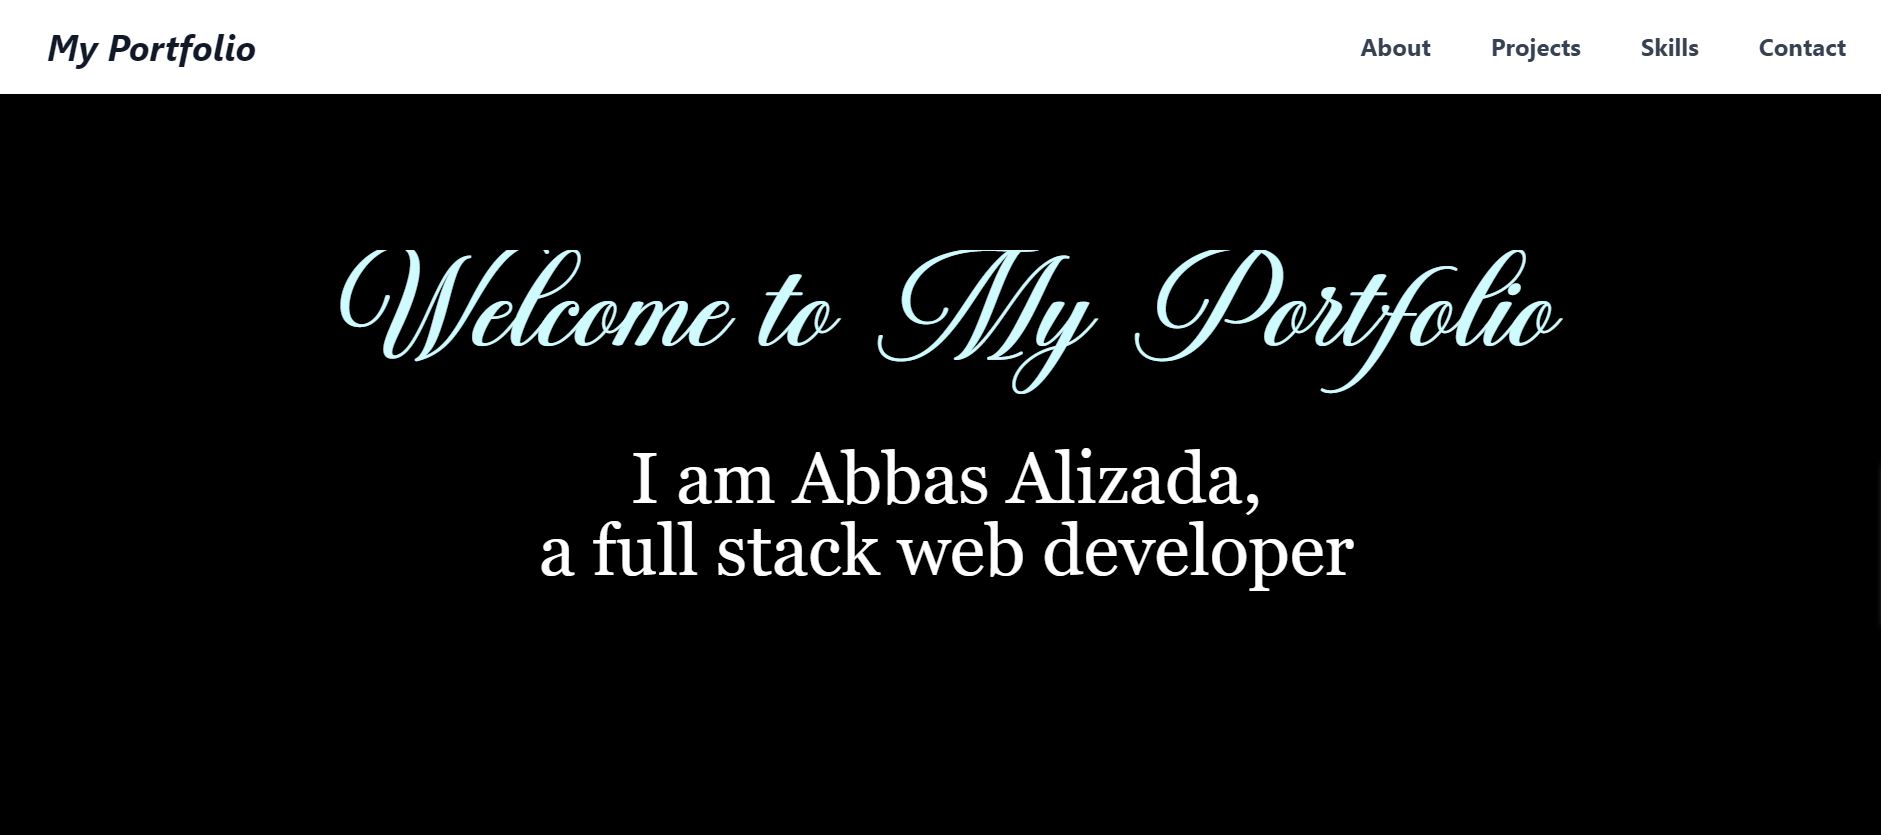 My Portfolio
About Projects Skills Contact
Welcome to My Portfolio
I am Abbas Alizada,
a full stack web developer